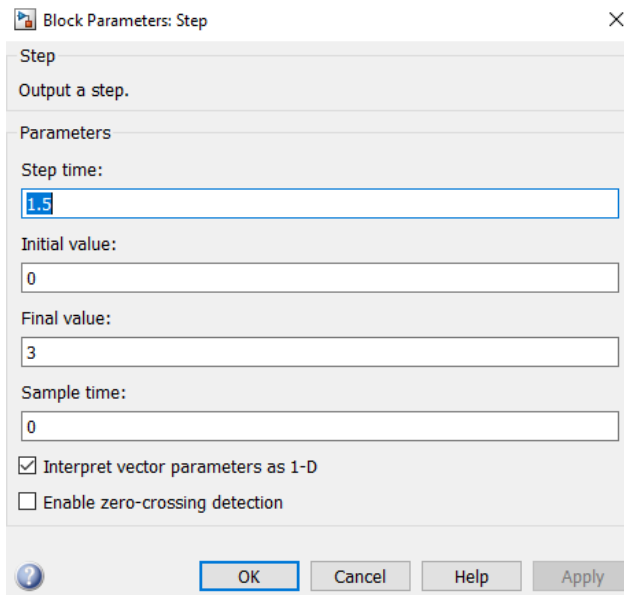 Block Parameters: Step
Step
Output a step.
Parameters
Step time:
1.5
Initial value:
0
Final value:
3
Sample time:
0
Interpret vector parameters as 1-D
Enable zero-crossing detection
? OK Cancel Help Apply